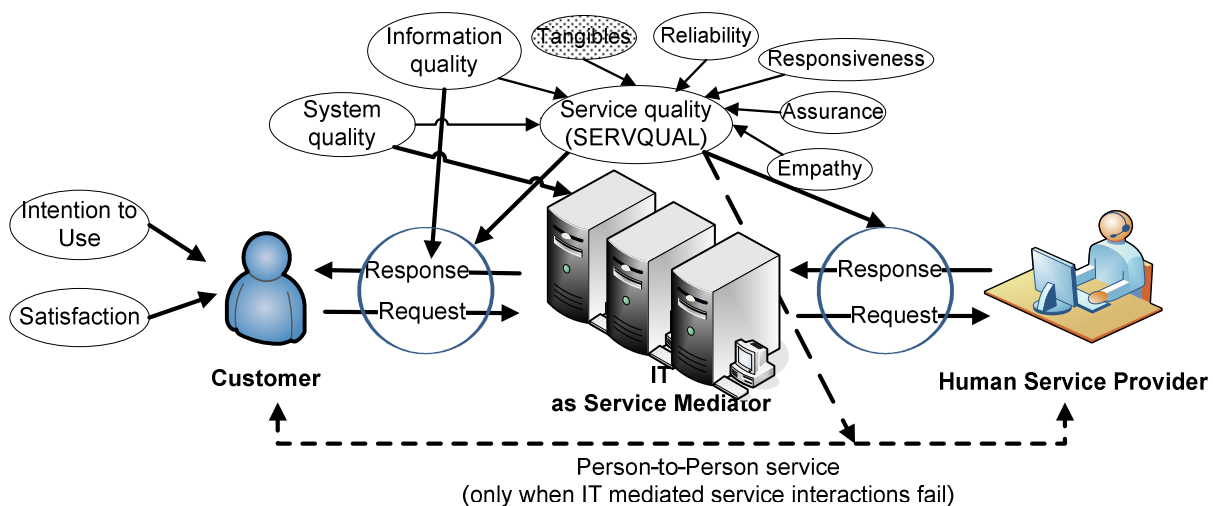 Information
quality
Tangibles
Reliability
Responsiveness
System
quality
Service quality
(SERVQUAL)
Assurance
Empathy
Intention to
Use
Satisfaction
Response
Request
Response
Request
Customer
IT
as Service Mediator
Human Service Provider
Person-to-Person service
(only when IT mediated service interactions fail)